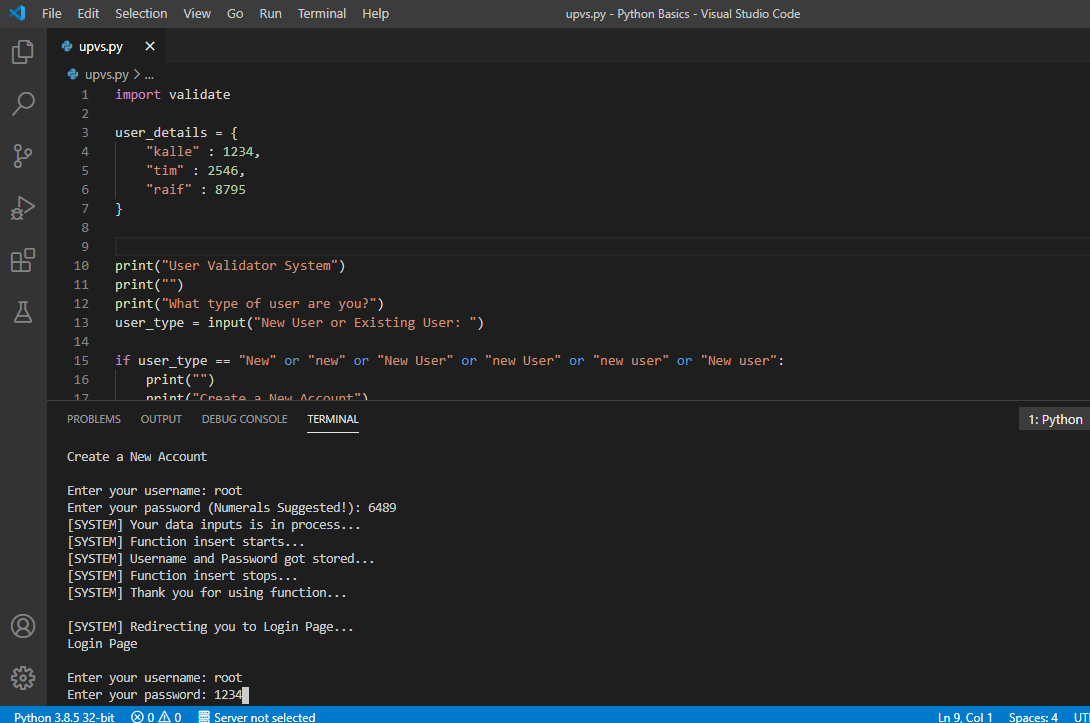 File Edit Selection View Go Run Terminal Help upvs.py - Python Basics - Visual Studio Code
upvs.py ✕
upvs.py > ...
1 import validate
2
3 user_details = {
4 "kalle" : 1234,
5 "tim" : 2546,
6 "raif" : 8795
7 }
8
9
10 print("User Validator System")
11 print("")
12 print("What type of user are you?")
13 user_type = input("New User or Existing User: ")
14
15 if user_type == "New" or "new" or "New User" or "new User" or "new user" or "New user":
16 print("")
17 print("Create a New Account")
PROBLEMS OUTPUT DEBUG CONSOLE TERMINAL 1: Python
Create a New Account
Enter your username: root
Enter your password (Numerals Suggested!): 6489
[SYSTEM] Your data inputs is in process...
[SYSTEM] Function insert starts...
[SYSTEM] Username and Password got stored...
[SYSTEM] Function insert stops...
[SYSTEM] Thank you for using function...
[SYSTEM] Redirecting you to Login Page...
Login Page
Enter your username: root
Enter your password: 1234
Python 3.8.5 32-bit 0 0 Server not selected Ln 9, Col 1 Spaces: 4 UT